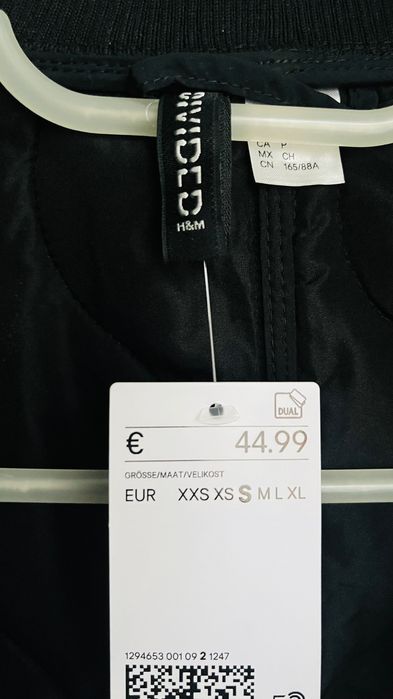 DIVIDED
H&M
CA P
MX CH
CN 165/88A
DUAL
€ 44.99
GRÖSSE/MAAT/VELIKOST
EUR XXS XS S M L XL
1294653 001 09 2 1247